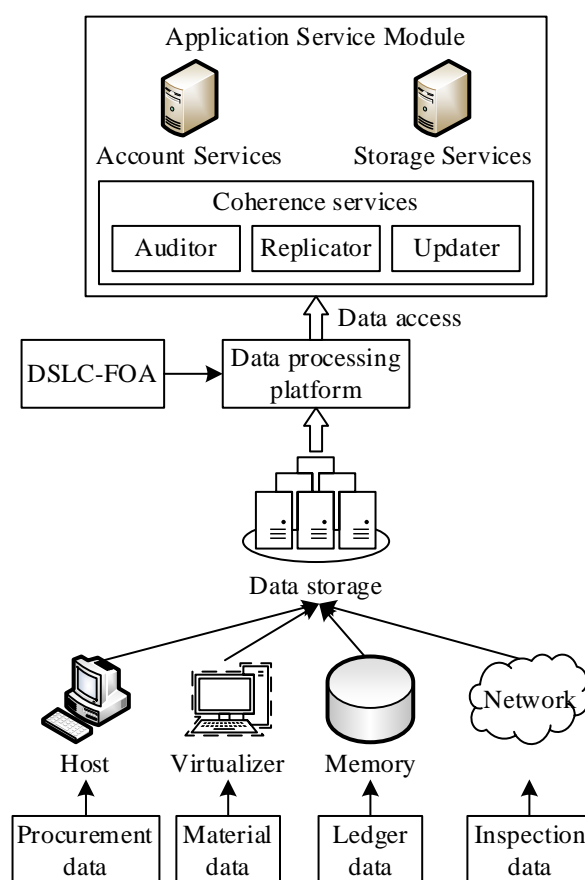 Application Service Module
Account Services
Storage Services
Coherence services
Auditor
Replicator
Updater
Data access
DSLC-FOA
Data processing
platform
Data storage
Network
Host
Virtualizer
Memory
Procurement
data
Material
data
Ledger
data
Inspection
data